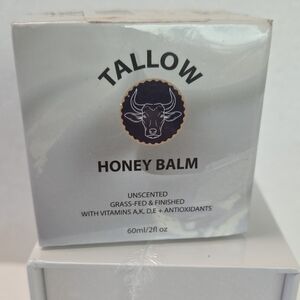 TALLOW
HONEY BALM
UNSCENTED
GRASS-FED & FINISHED
WITH VITAMINS A,K, D,E + ANTIOXIDANTS
60ml/2fl oz